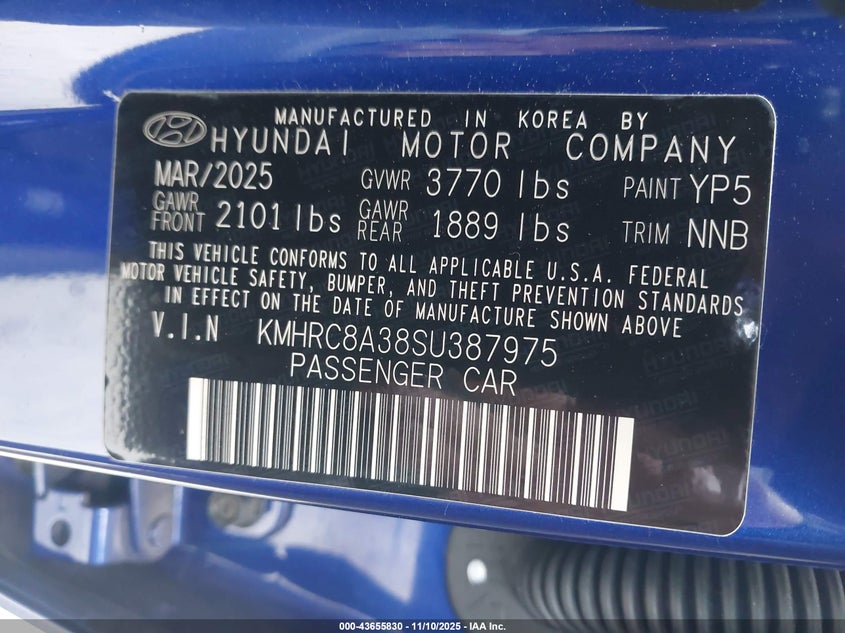 MANUFACTURED IN KOREA BY
HYUNDAI MOTOR COMPANY
MAR/2025 GVWR 3770 lbs PAINT YP5
GAWR FRONT 2101 lbs GAWR REAR 1889 lbs TRIM NNB
THIS VEHICLE CONFORMS TO ALL APPLICABLE U.S.A. FEDERAL
MOTOR VEHICLE SAFETY, BUMPER, AND THEFT PREVENTION STANDARDS
IN EFFECT ON THE DATE OF MANUFACTURE SHOWN ABOVE
V.I.N KMHRC8A38SU387975
PASSENGER CAR
000-43655830 - 11/10/2025 - IAA Inc.